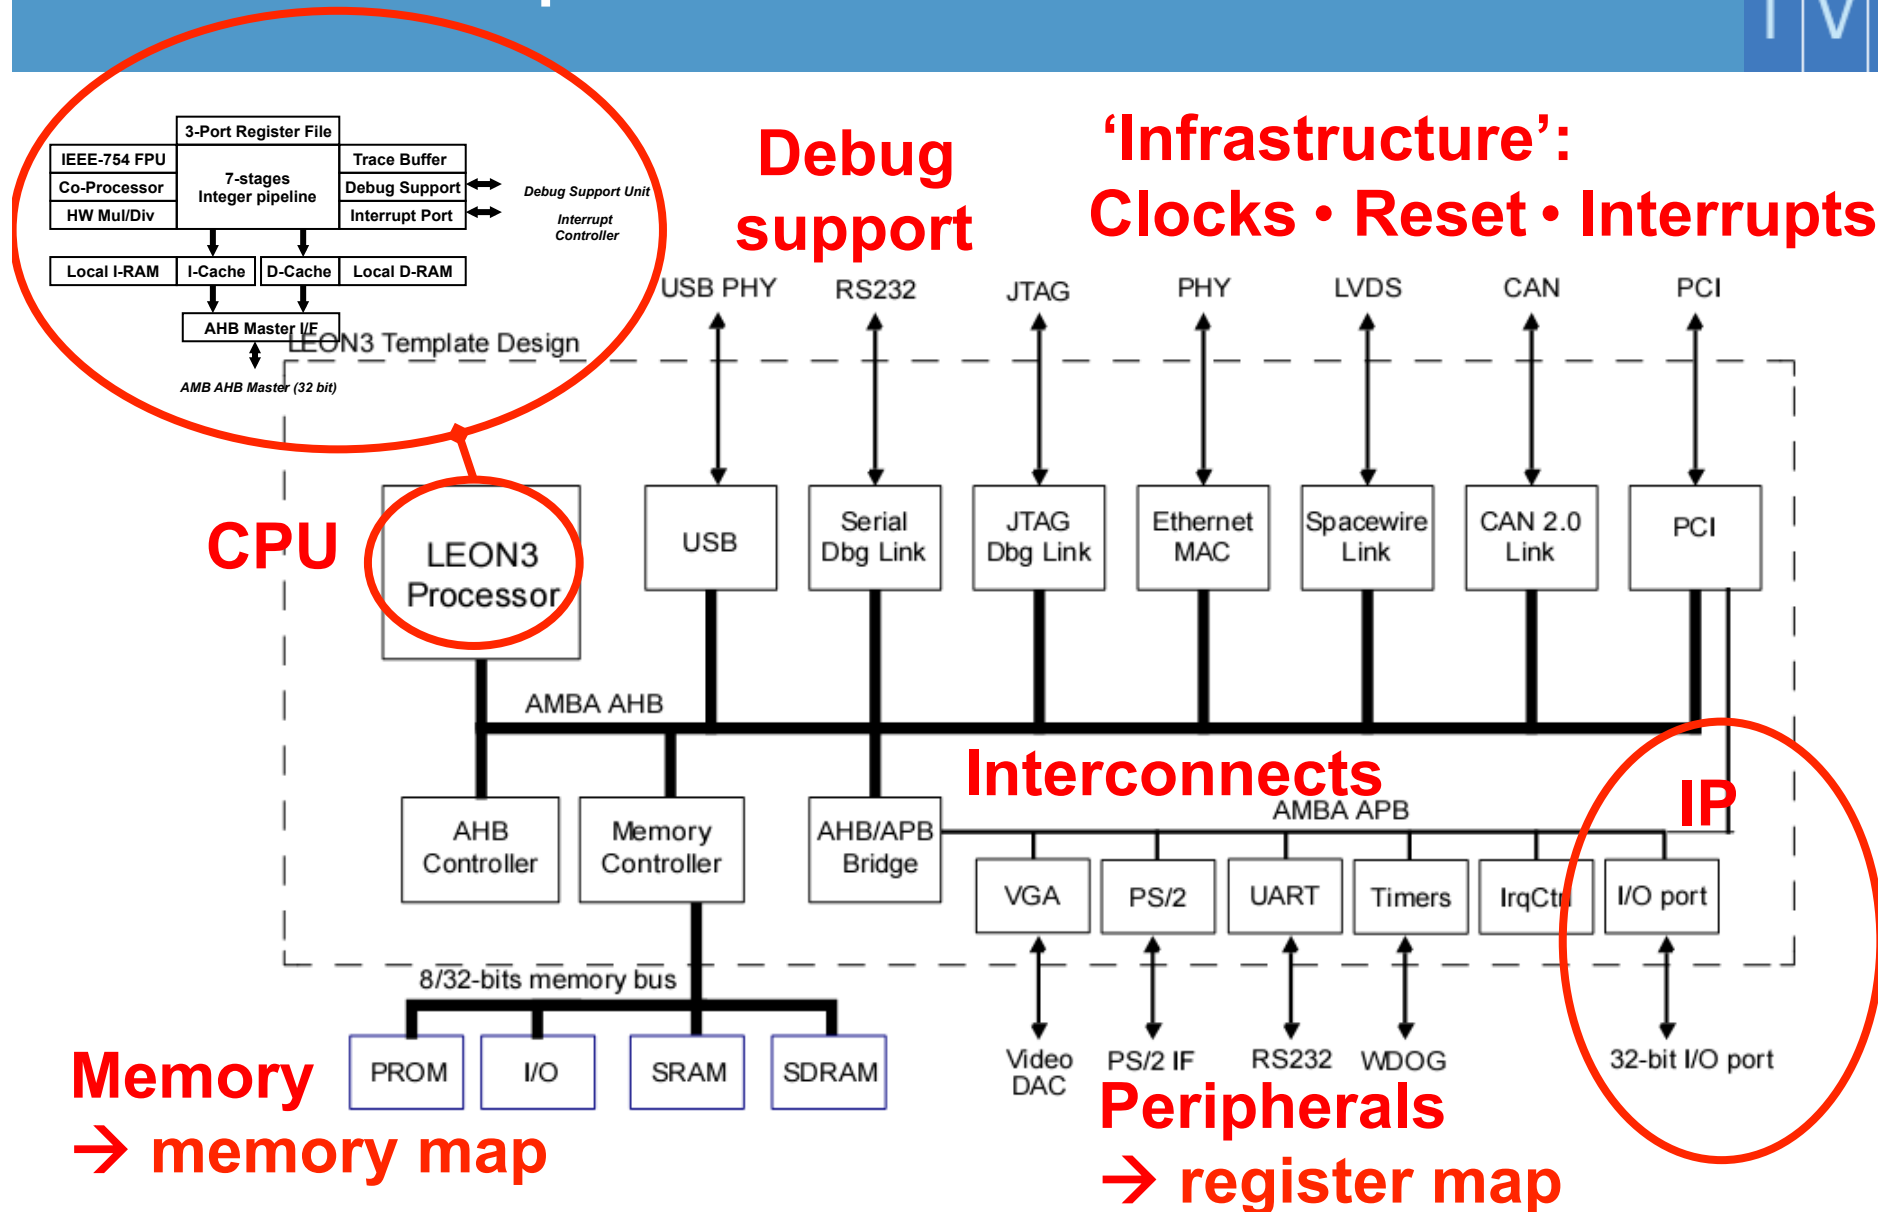 I V
3-Port Register File
IEEE-754 FPU
Co-Processor
HW Mul/Div
7-stages
Integer pipeline
Trace Buffer
Debug Support
Interrupt Port
Debug Support Unit
Interrupt
Controller
Local I-RAM
I-Cache
D-Cache
Local D-RAM
AHB Master I/F
AMB AHB Master (32 bit)
Debug
support
‘Infrastructure’:
Clocks • Reset • Interrupts
USB PHY
RS232
JTAG
PHY
LVDS
CAN
PCI
LEON3 Template Design
CPU
LEON3
Processor
USB
Serial
Dbg Link
JTAG
Dbg Link
Ethernet
MAC
Spacewire
Link
CAN 2.0
Link
PCI
AMBA AHB
Interconnects
IP
AMBA APB
AHB
Controller
Memory
Controller
AHB/APB
Bridge
VGA
PS/2
UART
Timers
IrqCtrl
I/O port
8/32-bits memory bus
PROM
I/O
SRAM
SDRAM
Video
DAC
PS/2 IF
RS232
WDOG
32-bit I/O port
Memory
→ memory map
Peripherals
→ register map